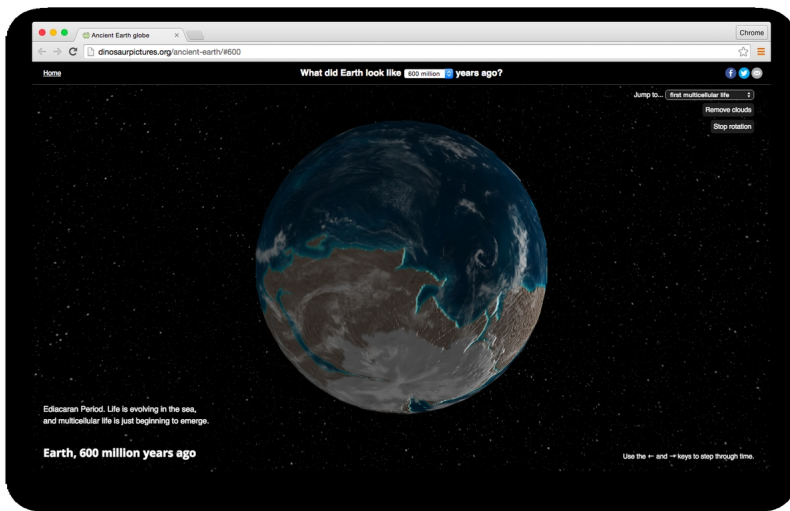 Ancient Earth globe
Chrome
dinosaurpictures.org/ancient-earth/#600
Home
What did Earth look like 600 million years ago?
Jump to... first multicellular life
Remove clouds
Stop rotation
Ediacaran Period. Life is evolving in the sea,
and multicellular life is just beginning to emerge.
Earth, 600 million years ago
Use the ← and → keys to step through time.